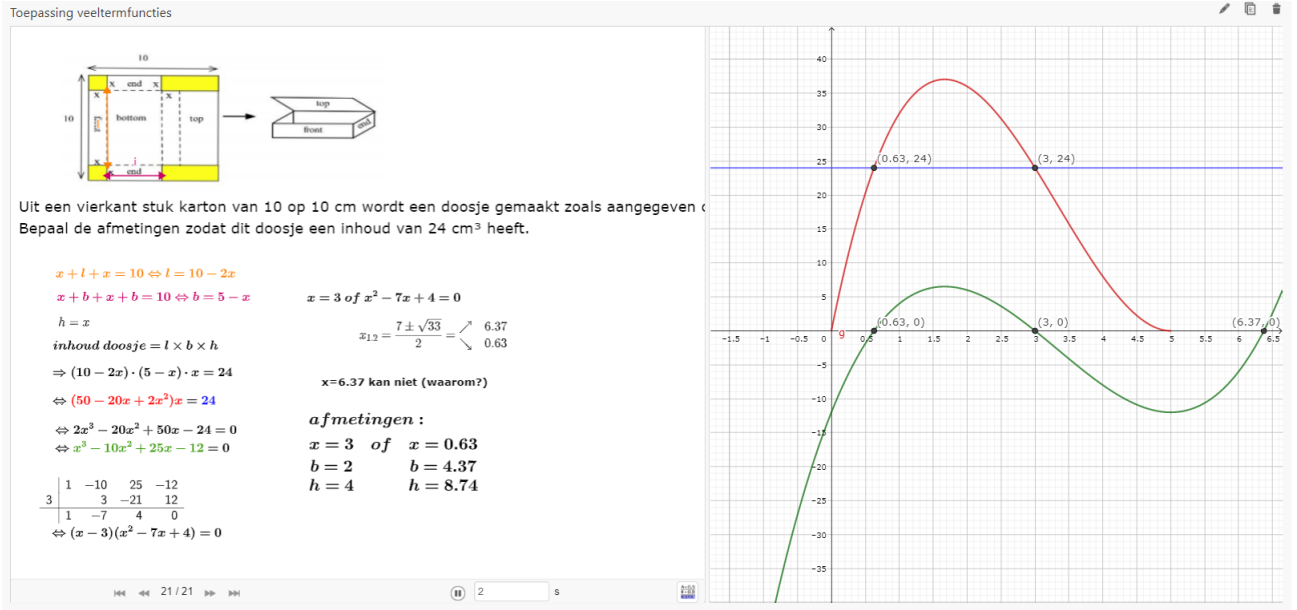 Toepassing veeltermfuncties
10
x end x
x x
10 bottom top
x i
end
top
front end
Uit een vierkant stuk karton van 10 op 10 cm wordt een doosje gemaakt zoals aangegeven
Bepaal de afmetingen zodat dit doosje een inhoud van 24 cm³ heeft.
x + l + x = 10 ⇔ l = 10 − 2x
x + b + x + b = 10 ⇔ b = 5 − x
h = x
inhoud doosje = l × b × h
⇒ (10 − 2x) · (5 − x) · x = 24
⇔ (50 − 20x + 2x²)x = 24
⇔ 2x³ − 20x² + 50x − 24 = 0
⇔ x³ − 10x² + 25x − 12 = 0
1 −10 25 −12
3 3 −21 12
1 −7 4 0
⇔ (x − 3)(x² − 7x + 4) = 0
x = 3 of x² − 7x + 4 = 0
x₁.₂ = (7 ± √33)/2 = ↗ 6.37
↘ 0.63
x=6.37 kan niet (waarom?)
afmetingen :
x = 3 of x = 0.63
b = 2 b = 4.37
h = 4 h = 8.74
21 / 21
2 s
40
35
30
25
20
15
10
5
−5
−10
−15
−20
−25
−30
−35
−1.5 −1 −0.5 0 0.5 1 1.5 2 2.5 3 3.5 4 4.5 5 5.5 6 6.5
(0.63, 24)
(3, 24)
(0.63, 0)
(3, 0)
(6.37, 0)
g